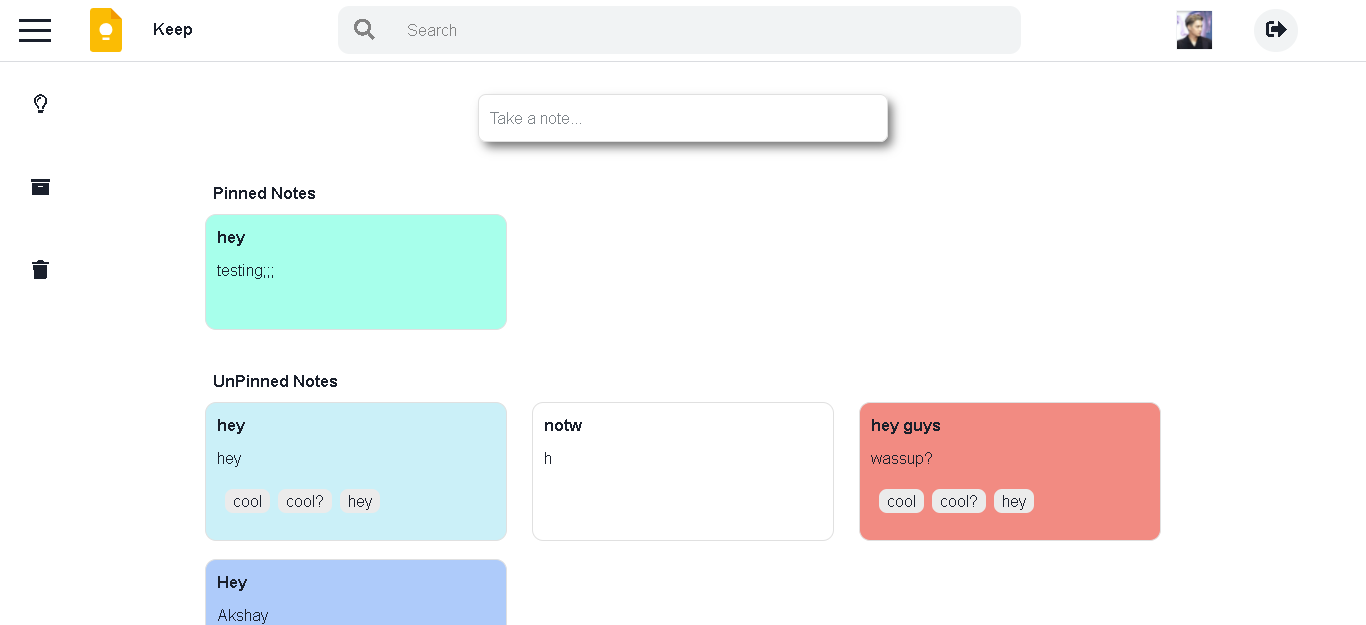 Keep
Search
Take a note...
Pinned Notes
hey
testing;;;
UnPinned Notes
hey
hey
cool cool? hey
notw
h
hey guys
wassup?
cool cool? hey
Hey
Akshay